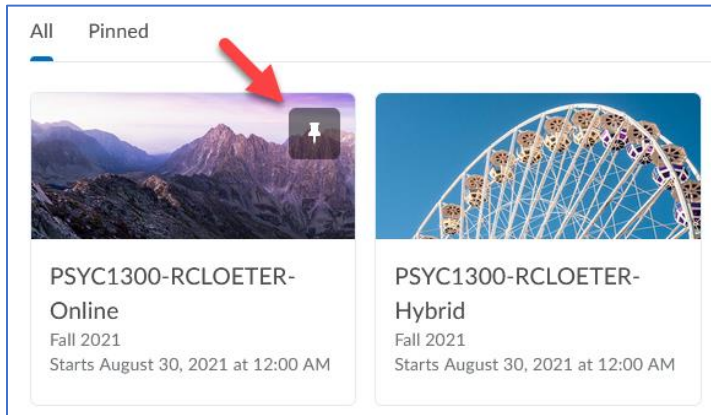 All Pinned
PSYC1300-RCLOETER-
Online
Fall 2021
Starts August 30, 2021 at 12:00 AM
PSYC1300-RCLOETER-
Hybrid
Fall 2021
Starts August 30, 2021 at 12:00 AM